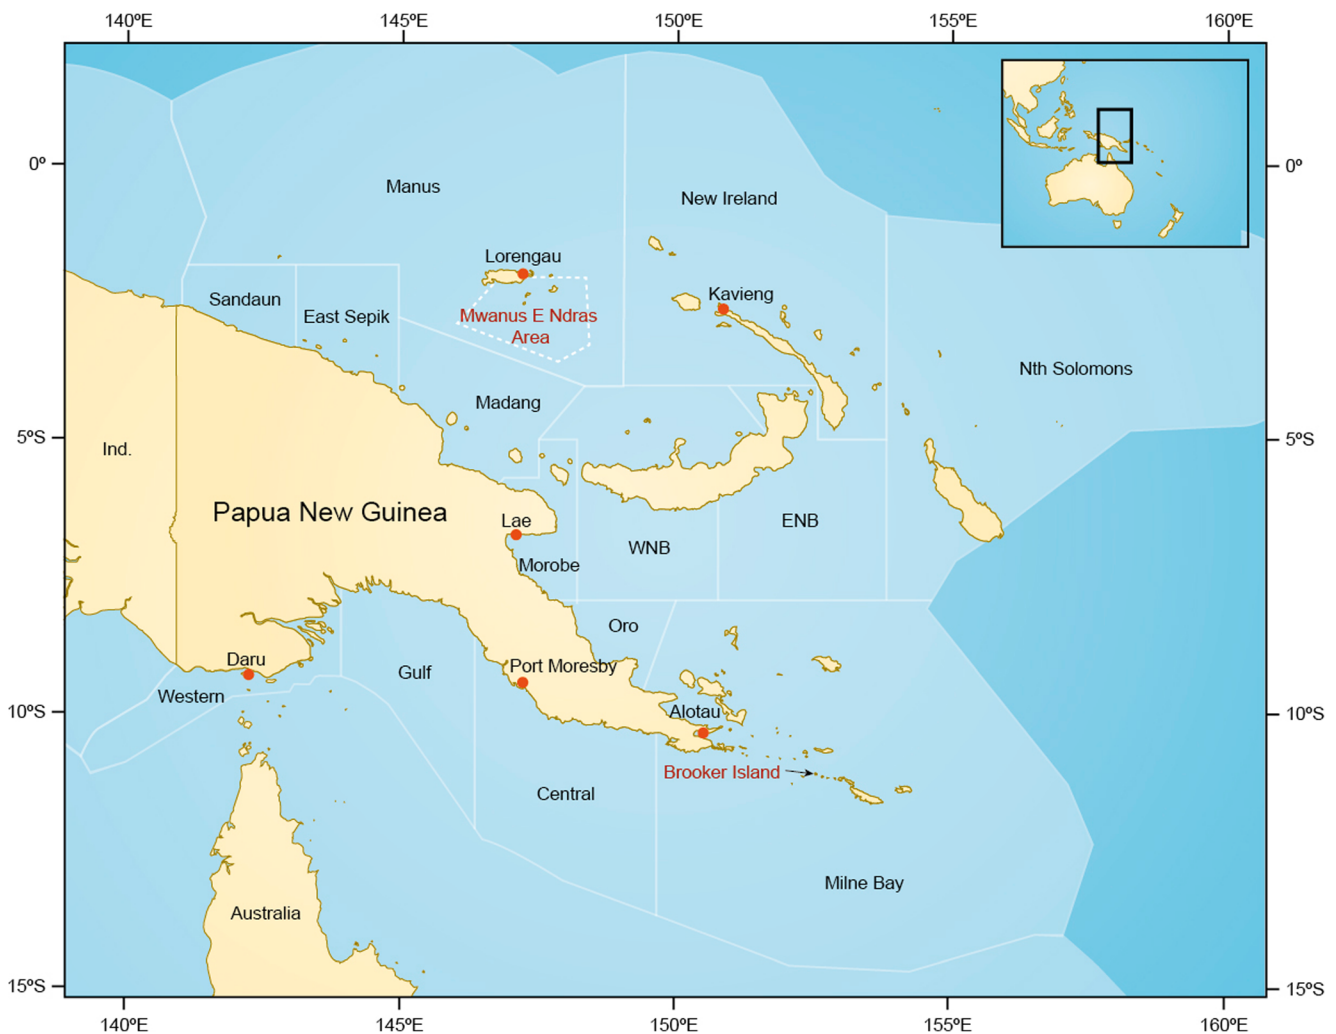 140ºE 145ºE 150ºE 155ºE 160ºE
0º
0º
Manus
New Ireland
Lorengau
Sandaun
East Sepik
Kavieng
Mwanus E Ndras
Area
Nth Solomons
Madang
5ºS
5ºS
Ind.
Papua New Guinea
Lae
ENB
WNB
Morobe
Oro
Daru
Port Moresby
Gulf
Western
10ºS
Alotau
10ºS
Brooker Island
Central
Milne Bay
Australia
15ºS
15ºS
140ºE 145ºE 150ºE 155ºE 160ºE